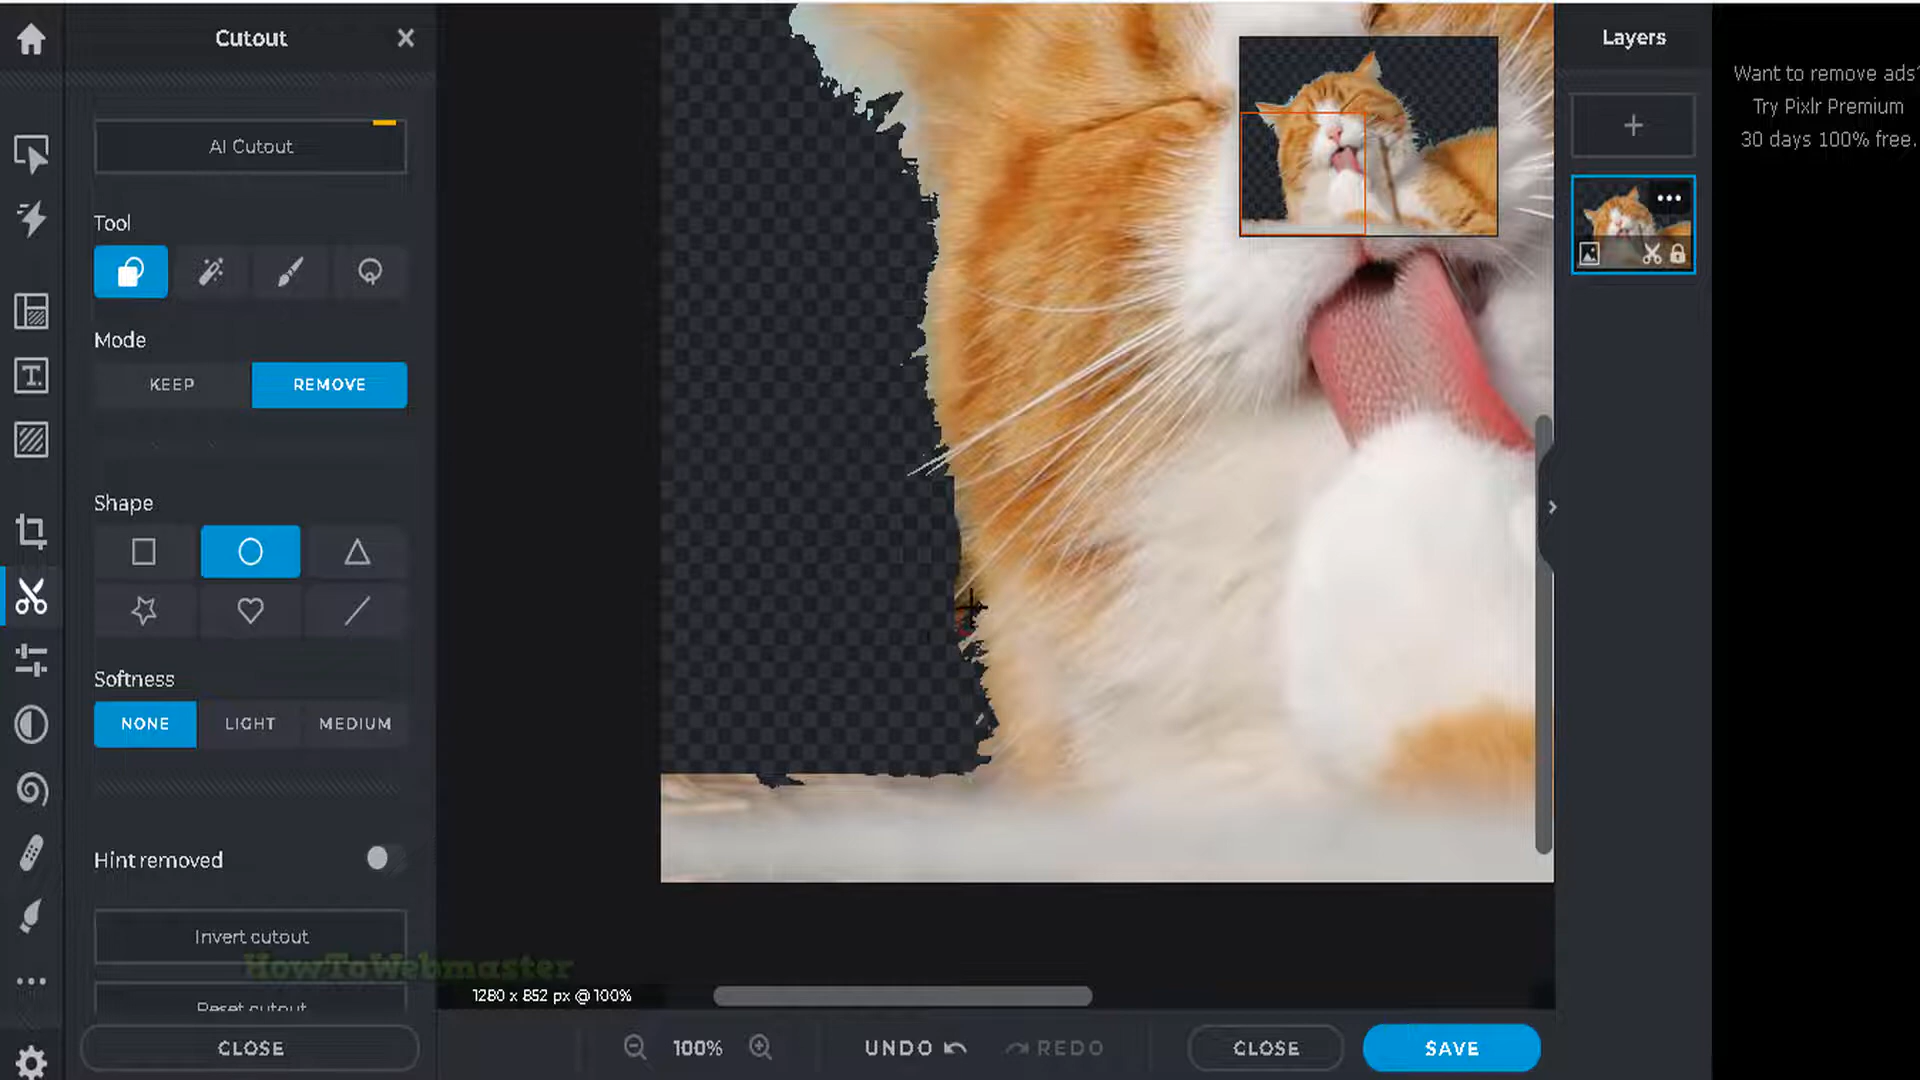 Cutout
AI Cutout
Tool
Mode
KEEP
REMOVE
Shape
Softness
NONE
LIGHT
MEDIUM
Hint removed
Invert cutout
HowToWebmaster
Reset cutout
CLOSE
1280 x 852 px @ 100%
100%
UNDO
REDO
CLOSE
SAVE
Layers
Want to remove ads?
Try Pixlr Premium
30 days 100% free.